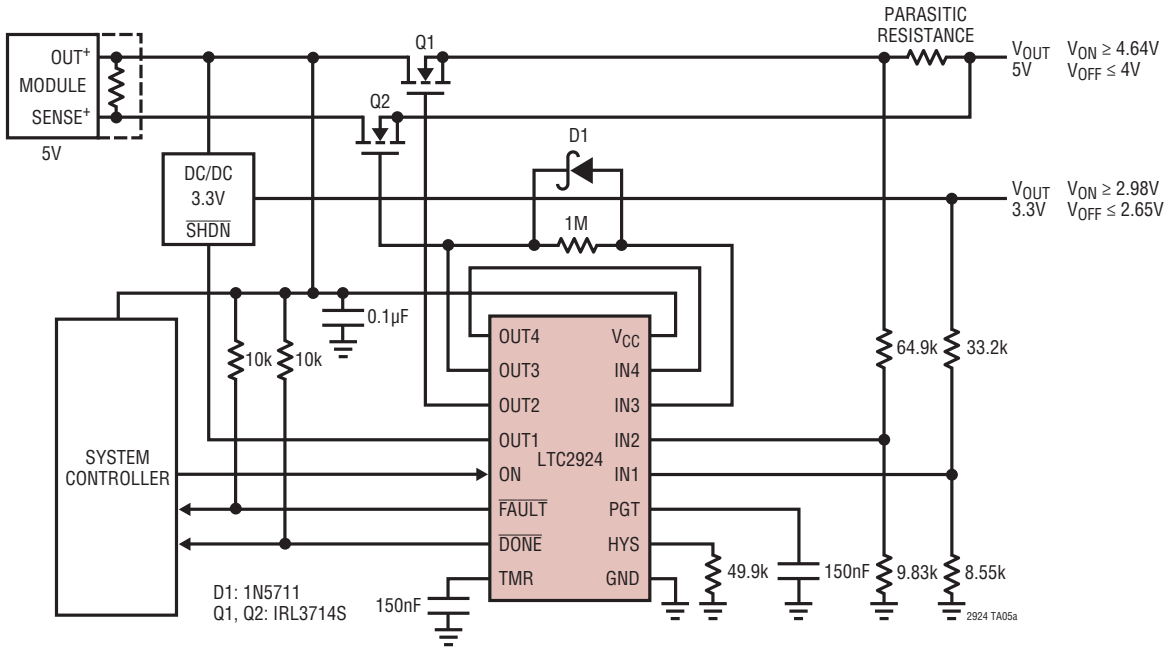 PARASITIC
RESISTANCE
Q1
OUT+
MODULE
SENSE+
5V
VOUT
5V
VON ≥ 4.64V
VOFF ≤ 4V
Q2
D1
DC/DC
3.3V
SHDN
VOUT
3.3V
VON ≥ 2.98V
VOFF ≤ 2.65V
1M
0.1µF
10k
10k
64.9k
33.2k
SYSTEM
CONTROLLER
OUT4
OUT3
OUT2
OUT1
ON
FAULT
DONE
TMR
LTC2924
VCC
IN4
IN3
IN2
IN1
PGT
HYS
GND
49.9k
150nF
9.83k
8.55k
150nF
D1: 1N5711
Q1, Q2: IRL3714S
2924 TA05a